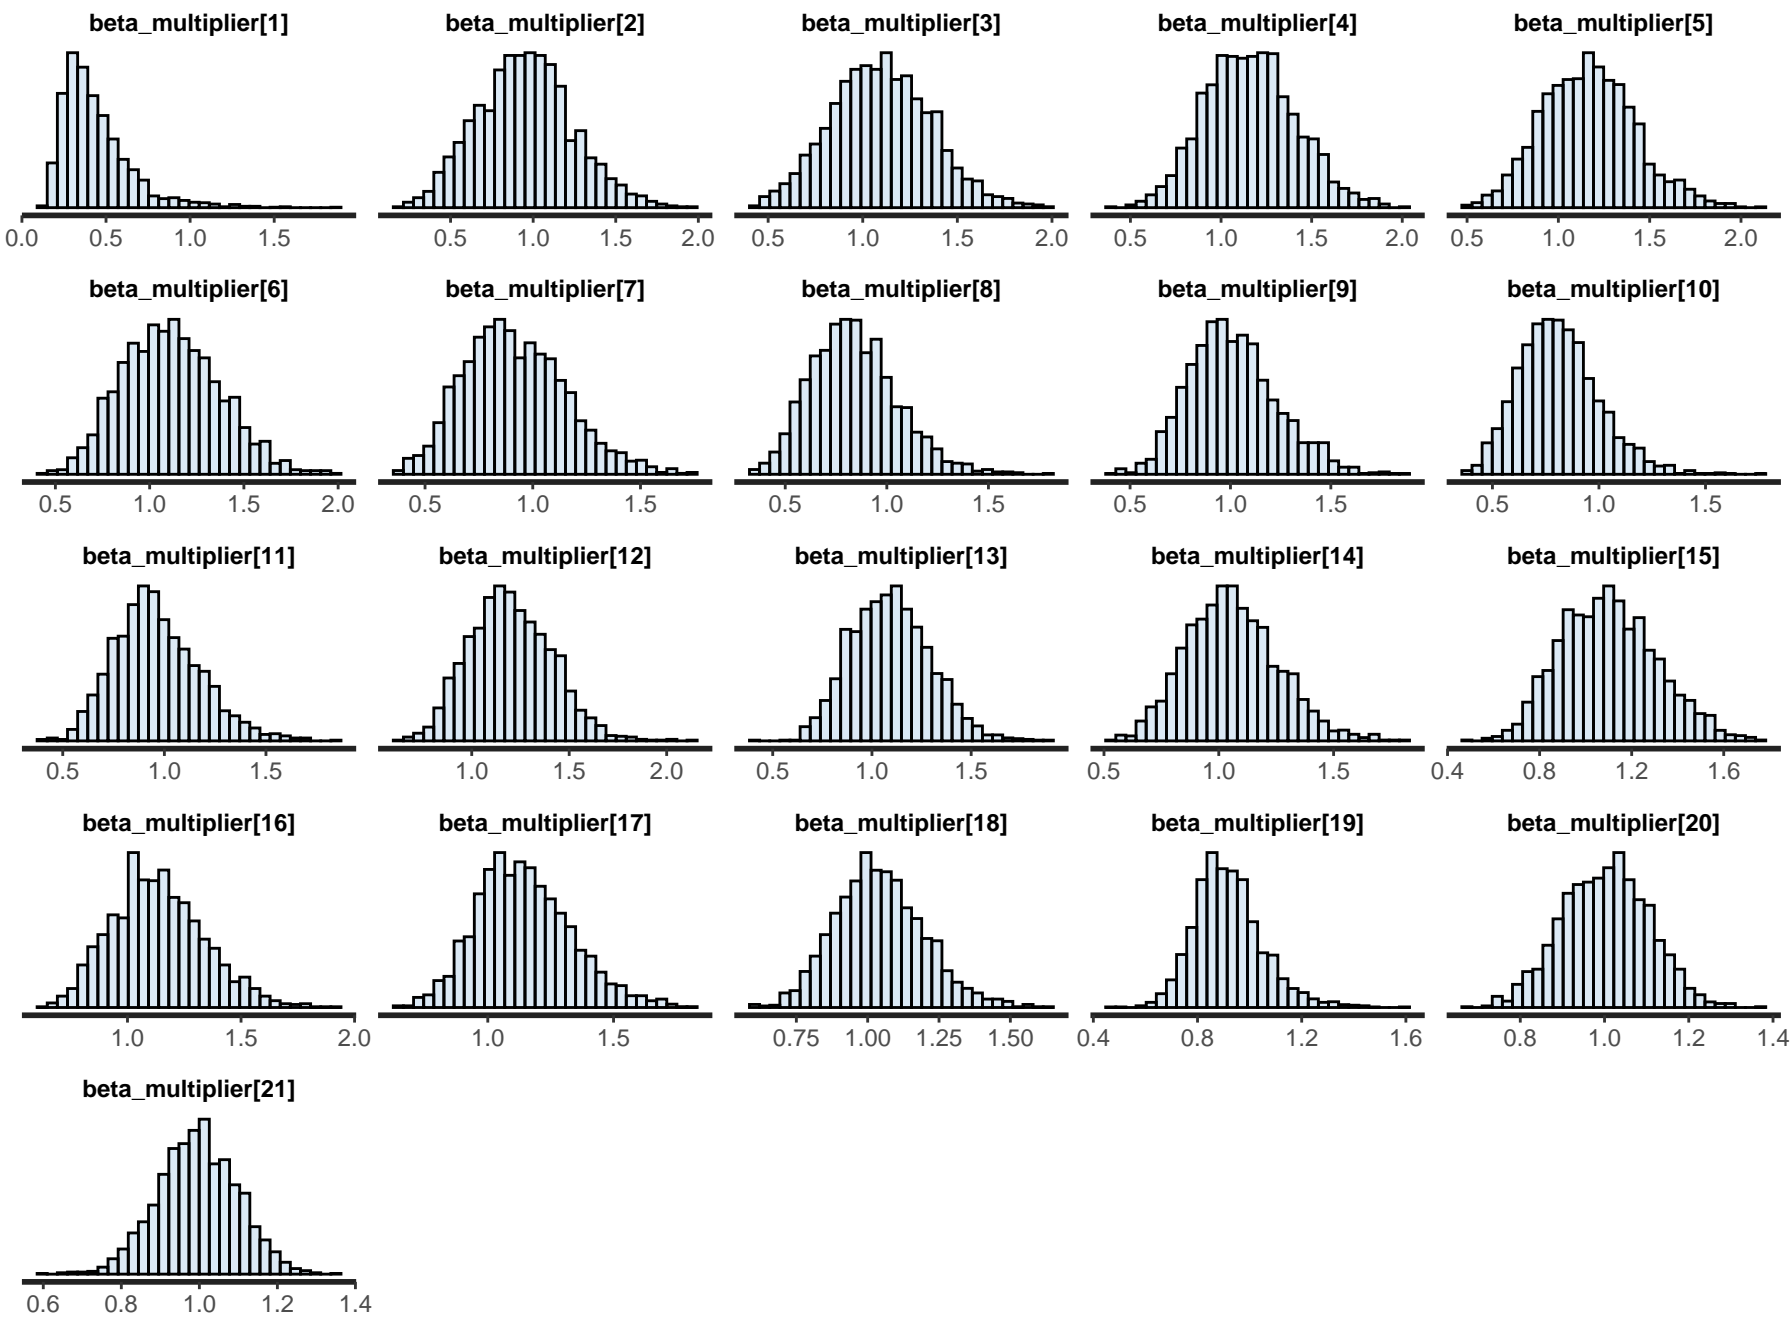 beta_multiplier[1] beta_multiplier[2] beta_multiplier[3] beta_multiplier[4] beta_multiplier[5]
0.0 0.5 1.0 1.5 0.5 1.0 1.5 2.0 0.5 1.0 1.5 2.0 0.5 1.0 1.5 2.0 0.5 1.0 1.5 2.0
beta_multiplier[6] beta_multiplier[7] beta_multiplier[8] beta_multiplier[9] beta_multiplier[10]
0.5 1.0 1.5 2.0 0.5 1.0 1.5 0.5 1.0 1.5 0.5 1.0 1.5 0.5 1.0 1.5
beta_multiplier[11] beta_multiplier[12] beta_multiplier[13] beta_multiplier[14] beta_multiplier[15]
0.5 1.0 1.5 1.0 1.5 2.0 0.5 1.0 1.5 0.5 1.0 1.5 0.4 0.8 1.2 1.6
beta_multiplier[16] beta_multiplier[17] beta_multiplier[18] beta_multiplier[19] beta_multiplier[20]
1.0 1.5 2.0 1.0 1.5 0.75 1.00 1.25 1.50 0.4 0.8 1.2 1.6 0.8 1.0 1.2 1.4
beta_multiplier[21]
0.6 0.8 1.0 1.2 1.4